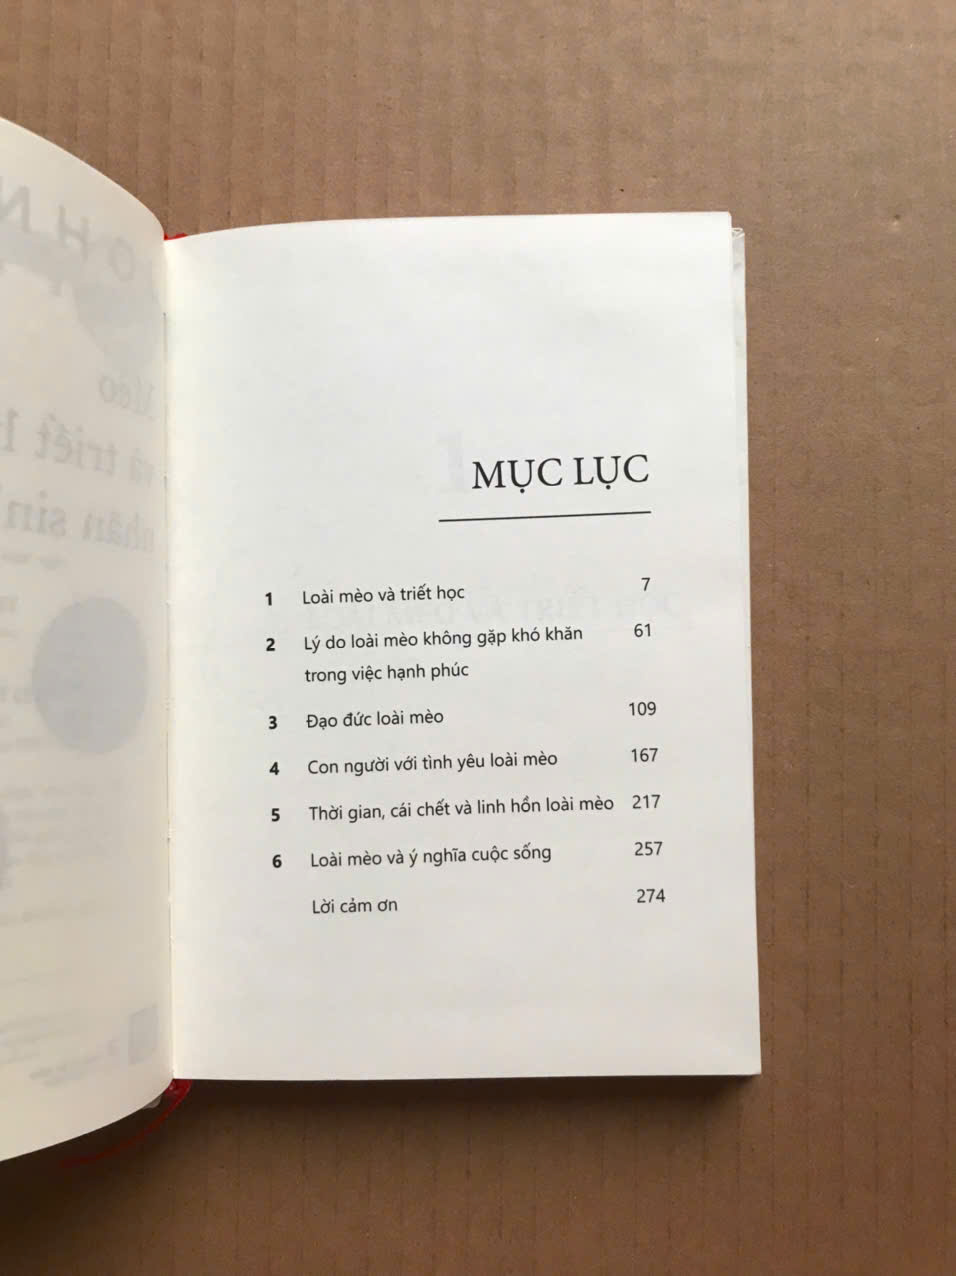 MỤC LỤC
1 Loài mèo và triết học 7
2 Lý do loài mèo không gặp khó khăn 61
trong việc hạnh phúc
3 Đạo đức loài mèo 109
4 Con người với tình yêu loài mèo 167
5 Thời gian, cái chết và linh hồn loài mèo 217
6 Loài mèo và ý nghĩa cuộc sống 257
Lời cảm ơn 274